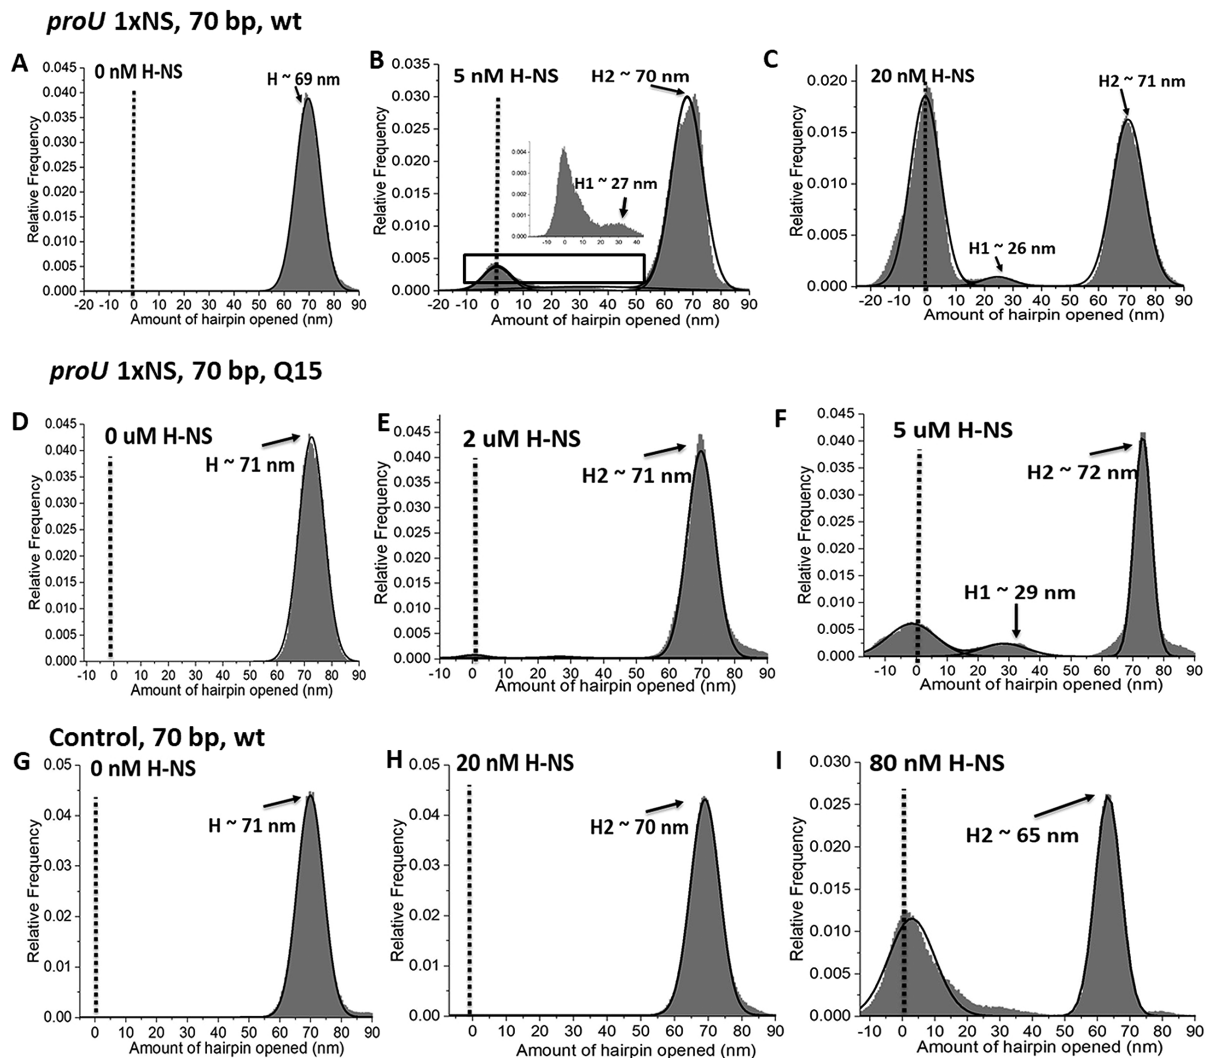 proU 1xNS, 70 bp, wt
A
0 nM H-NS
H ~ 69 nm
0.045
0.040
0.035
0.030
0.025
0.020
0.015
0.010
0.005
0.000
Relative Frequency
-20 -10 0 10 20 30 40 50 60 70 80 90
Amount of hairpin opened (nm)
B
5 nM H-NS
H2 ~ 70 nm
0.035
0.030
0.025
0.020
0.015
0.010
0.005
0.000
Relative Frequency
0.004
0.003
0.002
0.001
0.000
H1 ~ 27 nm
-10 0 10 20 30 40
-20 -10 0 10 20 30 40 50 60 70 80 90
Amount of hairpin opened (nm)
C
20 nM H-NS
H2 ~ 71 nm
H1 ~ 26 nm
0.020
0.015
0.010
0.005
0.000
Relative Frequency
-20 -10 0 10 20 30 40 50 60 70 80 90
Amount of hairpin opened (nm)
proU 1xNS, 70 bp, Q15
D
0 uM H-NS
H ~ 71 nm
0.045
0.040
0.035
0.030
0.025
0.020
0.015
0.010
0.005
0.000
Relative Frequency
-10 0 10 20 30 40 50 60 70 80 90
Amount of hairpin opened (nm)
E
2 uM H-NS
H2 ~ 71 nm
0.045
0.040
0.035
0.030
0.025
0.020
0.015
0.010
0.005
0.000
Relative Frequency
-10 0 10 20 30 40 50 60 70 80 90
Amount of hairpin opened (nm)
F
5 uM H-NS
H2 ~ 72 nm
H1 ~ 29 nm
0.045
0.040
0.035
0.030
0.025
0.020
0.015
0.010
0.005
0.000
Relative Frequency
-10 0 10 20 30 40 50 60 70 80 90
Amount of hairpin opened (nm)
Control, 70 bp, wt
G
0 nM H-NS
H ~ 71 nm
0.05
0.04
0.03
0.02
0.01
0.00
Relative Frequency
0 10 20 30 40 50 60 70 80 90
Amount of hairpin opened (nm)
H
20 nM H-NS
H2 ~ 70 nm
0.05
0.04
0.03
0.02
0.01
0.00
Relative Frequency
0 10 20 30 40 50 60 70 80 90
Amount of hairpin opened (nm)
I
80 nM H-NS
H2 ~ 65 nm
0.030
0.025
0.020
0.015
0.010
0.005
0.000
Relative Frequency
-10 0 10 20 30 40 50 60 70 80 90
Amount of hairpin opened (nm)